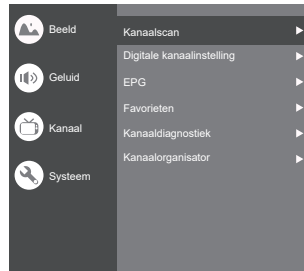 Beeld
Geluid
Kanaal
Systeem
Kanaalscan
Digitale kanaalinstelling
EPG
Favorieten
Kanaaldiagnostiek
Kanaalorganisator